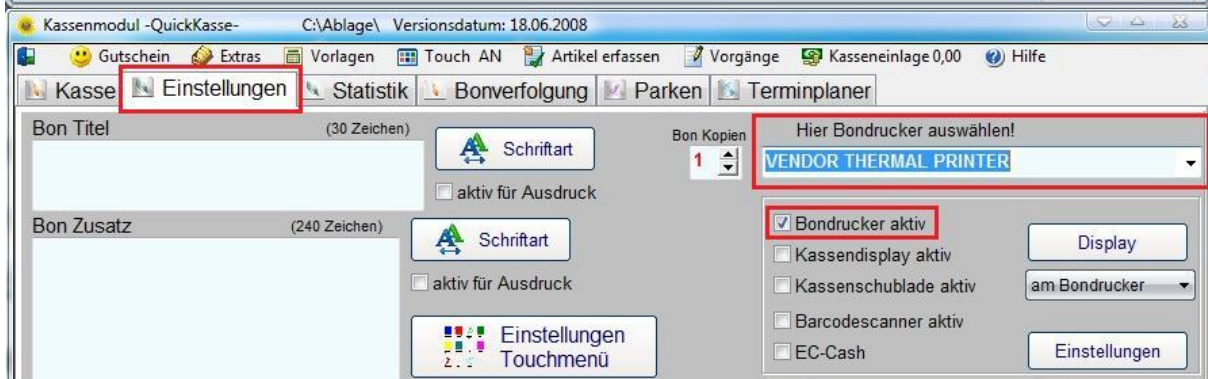 Kassenmodul -QuickKasse- C:\Ablage\ Versionsdatum: 18.06.2008
Gutschein Extras Vorlagen Touch AN Artikel erfassen Vorgänge Kasseneinlage 0,00 Hilfe
Kasse Einstellungen Statistik Bonverfolgung Parken Terminplaner
Bon Titel (30 Zeichen)
Schriftart
aktiv für Ausdruck
Bon Kopien
1
Hier Bondrucker auswählen!
VENDOR THERMAL PRINTER
Bon Zusatz (240 Zeichen)
Schriftart
aktiv für Ausdruck
Einstellungen
Touchmenü
Bondrucker aktiv
Kassendisplay aktiv
Kassenschublade aktiv
Barcodescanner aktiv
EC-Cash
Display
am Bondrucker
Einstellungen